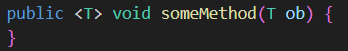 public <T> void someMethod(T ob) {
}